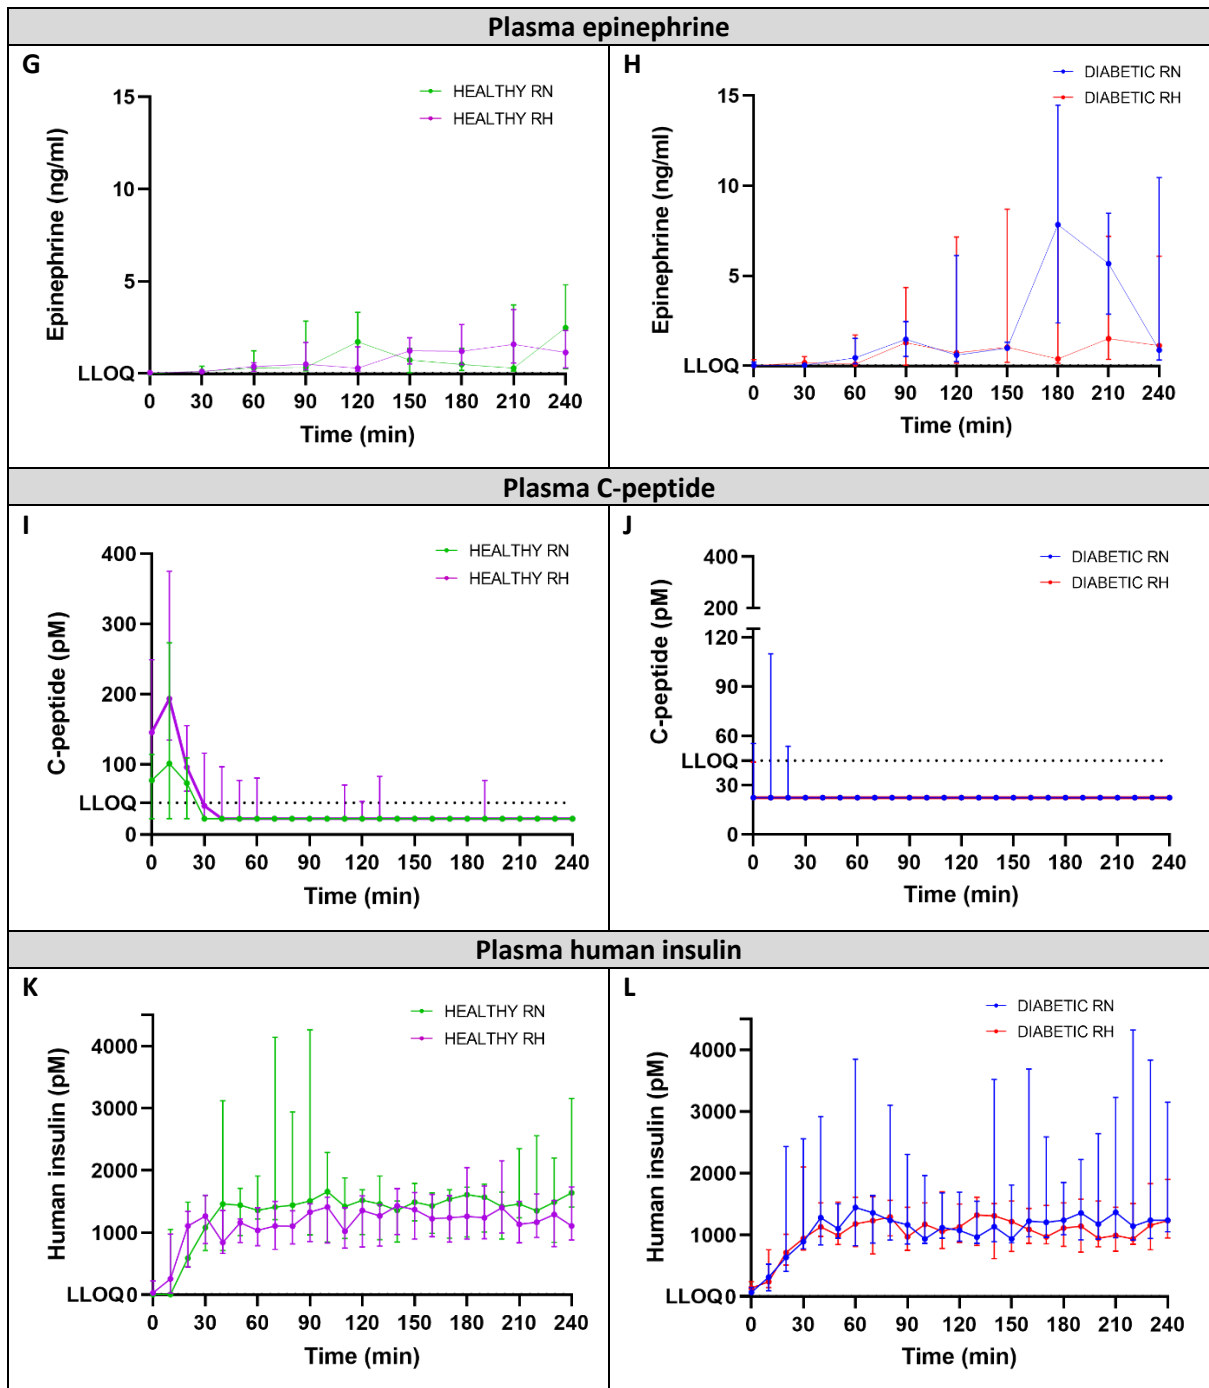 Plasma epinephrine
G
HEALTHY RN
HEALTHY RH
15
10
5
LLOQ
Epinephrine (ng/ml)
0 30 60 90 120 150 180 210 240
Time (min)
H
DIABETIC RN
DIABETIC RH
15
10
5
LLOQ
Epinephrine (ng/ml)
0 30 60 90 120 150 180 210 240
Time (min)
Plasma C-peptide
I
HEALTHY RN
HEALTHY RH
400
300
200
100
LLOQ
0
C-peptide (pM)
0 30 60 90 120 150 180 210 240
Time (min)
J
DIABETIC RN
DIABETIC RH
400
200
120
90
60
LLOQ
30
0
C-peptide (pM)
0 30 60 90 120 150 180 210 240
Time (min)
Plasma human insulin
K
HEALTHY RN
HEALTHY RH
4000
3000
2000
1000
LLOQ 0
Human insulin (pM)
0 30 60 90 120 150 180 210 240
Time (min)
L
DIABETIC RN
DIABETIC RH
4000
3000
2000
1000
LLOQ 0
Human insulin (pM)
0 30 60 90 120 150 180 210 240
Time (min)